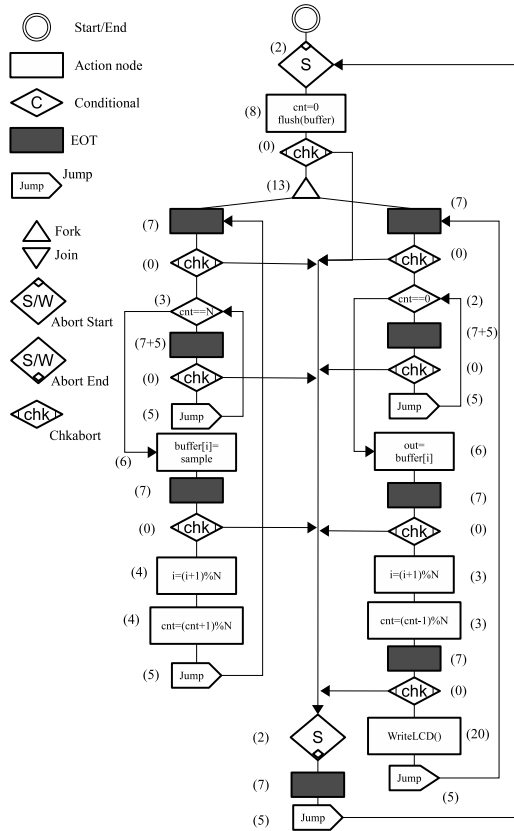 Start/End
Action node
C
Conditional
EOT
Jump
Jump
Fork
Join
S/W
Abort Start
S/W
Abort End
chk
Chkabort
(2)
S
(8)
cnt=0
flush(buffer)
(0)
chk
(13)
(7)
(0)
chk
(3)
cnt==N
(7+5)
(0)
chk
(5)
Jump
buffer[i]=
sample
(6)
(7)
(0)
chk
(4)
i=(i+1)%N
(4)
cnt=(cnt+1)%N
(5)
Jump
(7)
chk
(0)
cnt==0
(2)
(7+5)
chk
(0)
Jump
(5)
out=
buffer[i]
(6)
(7)
chk
(0)
i=(i+1)%N
(3)
cnt=(cnt-1)%N
(3)
(7)
chk
(0)
WriteLCD()
(20)
Jump
(5)
(2)
S
(7)
(5)
Jump